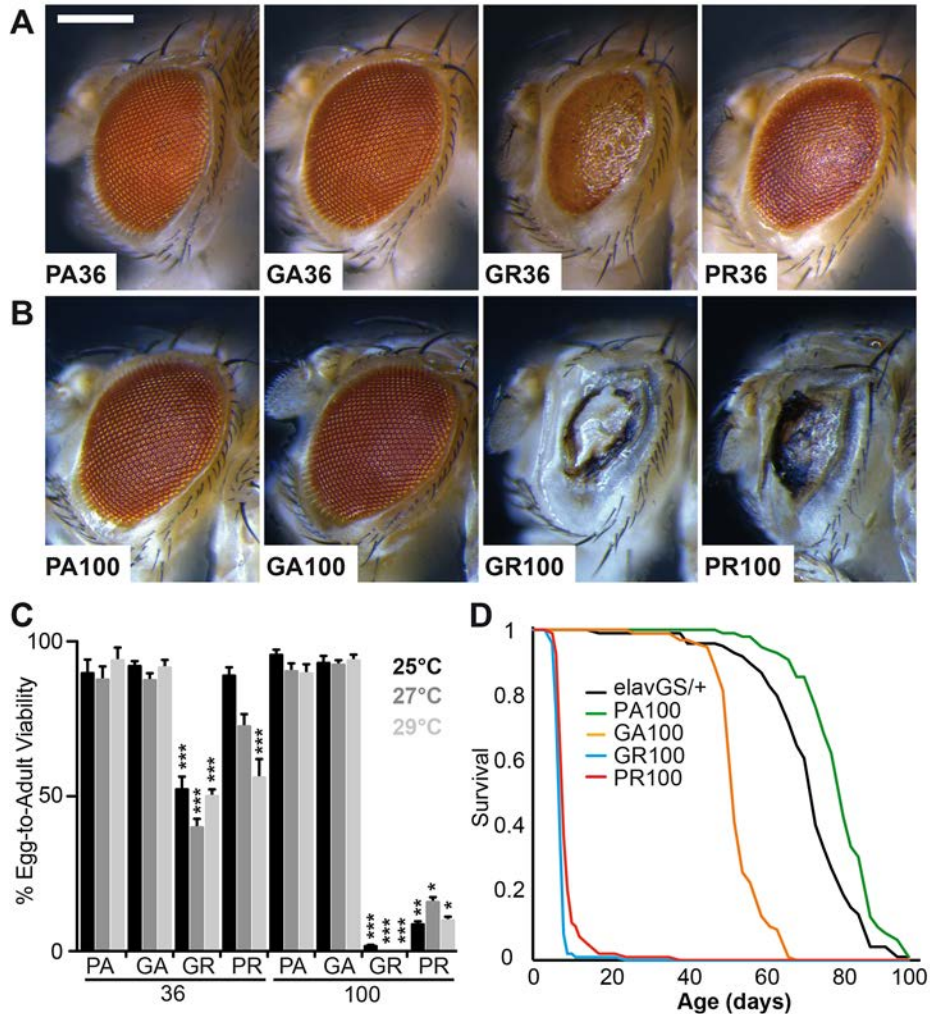 A
PA36
GA36
GR36
PR36
B
PA100
GA100
GR100
PR100
C
% Egg-to-Adult Viability
100
50
0
25°C
27°C
29°C
*** *** *** *** *** *** *** ** * *
PA GA GR PR PA GA GR PR
36 100
D
Survival
1
0.8
0.6
0.4
0.2
0
elavGS/+
PA100
GA100
GR100
PR100
0 20 40 60 80 100
Age (days)